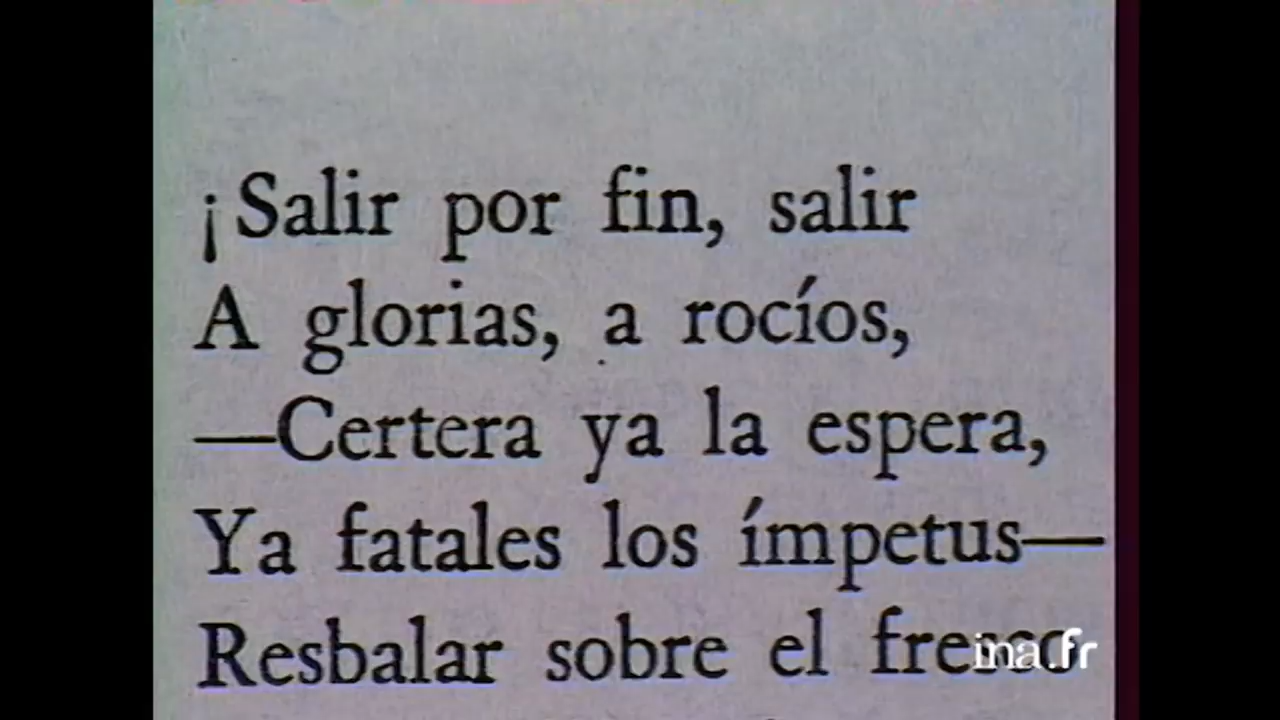 ¡Salir por fin, salir
A glorias, a rocíos,
—Certera ya la espera,
Ya fatales los ímpetus—
Resbalar sobre el fresco
ina.fr